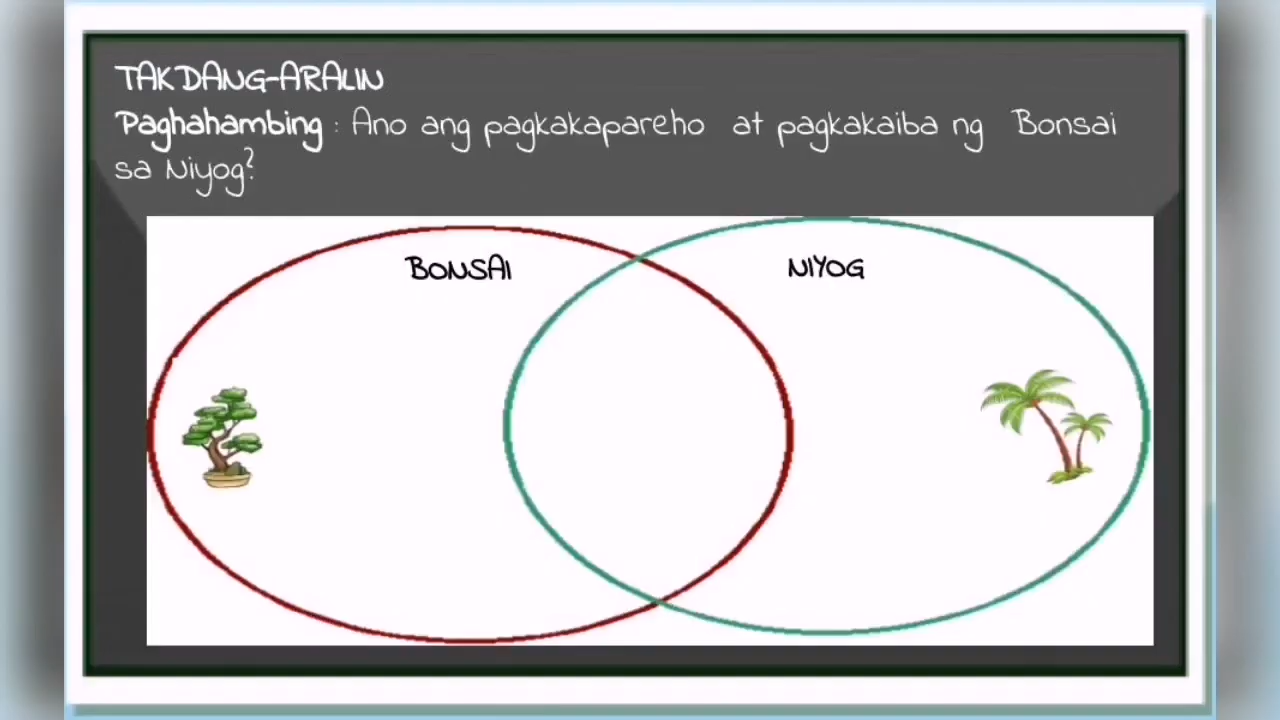 TAKDANG-ARALIN
Paghahambing : Ano ang pagkakapareho at pagkakaiba ng Bonsai
sa Niyog?
BONSAI
NIYOG